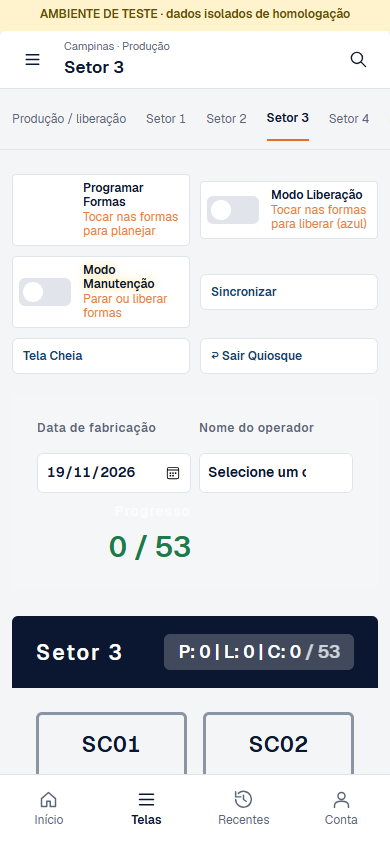 AMBIENTE DE TESTE · dados isolados de homologação
Campinas · Produção
Setor 3
Produção / liberação Setor 1 Setor 2 Setor 3 Setor 4
Programar
Formas
Tocar nas formas
para planejar
Modo Liberação
Tocar nas formas
para liberar (azul)
Modo
Manutenção
Parar ou liberar
formas
Sincronizar
Tela Cheia
Sair Quiosque
Data de fabricação
Nome do operador
19/11/2026
Selecione um o
Progresso
0 / 53
Setor 3
P: 0 | L: 0 | C: 0 / 53
SC01
SC02
Início
Telas
Recentes
Conta